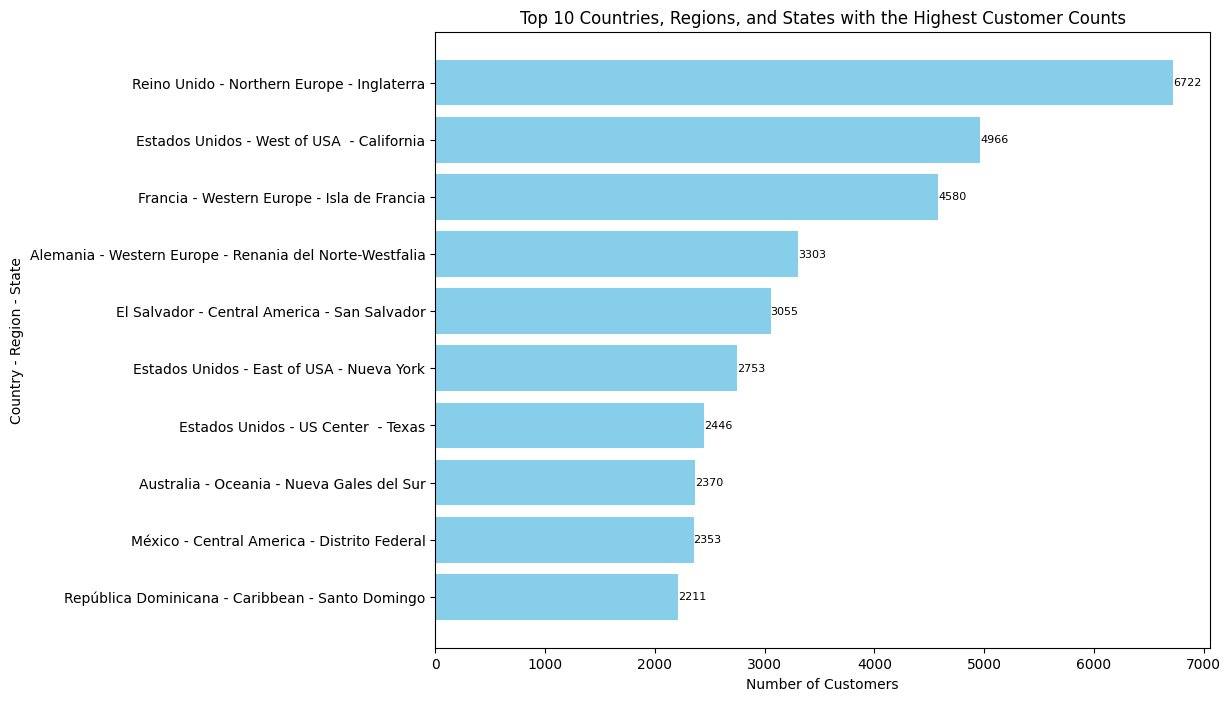 Top 10 Countries, Regions, and States with the Highest Customer Counts
Country - Region - State
Reino Unido - Northern Europe - Inglaterra
6722
Estados Unidos - West of USA  - California
4966
Francia - Western Europe - Isla de Francia
4580
Alemania - Western Europe - Renania del Norte-Westfalia
3303
El Salvador - Central America - San Salvador
3055
Estados Unidos - East of USA - Nueva York
2753
Estados Unidos - US Center  - Texas
2446
Australia - Oceania - Nueva Gales del Sur
2370
México - Central America - Distrito Federal
2353
República Dominicana - Caribbean - Santo Domingo
2211
0 1000 2000 3000 4000 5000 6000 7000
Number of Customers